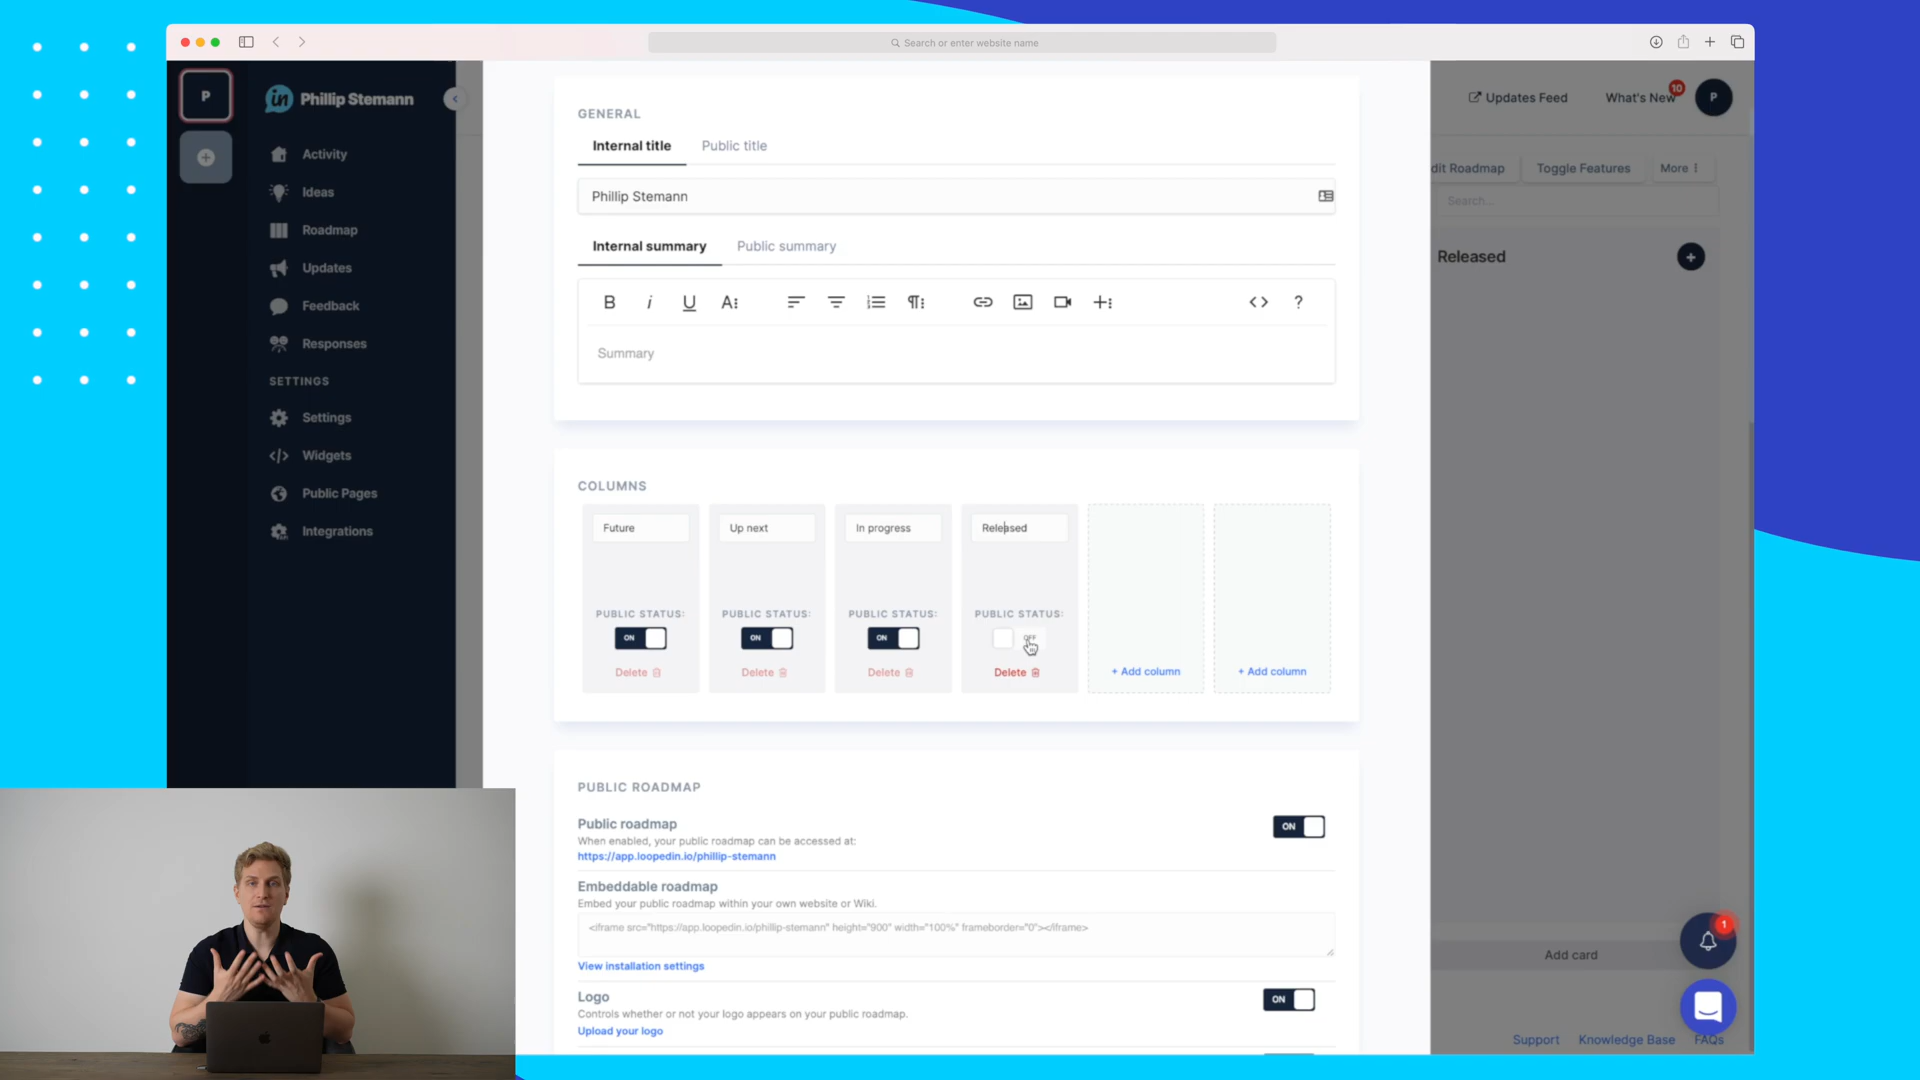 Search or enter website name
P
in Phillip Stemann
Activity
Ideas
Roadmap
Updates
Feedback
Responses
SETTINGS
Settings
Widgets
Public Pages
Integrations
GENERAL
Internal title
Public title
Phillip Stemann
Internal summary
Public summary
B i U A
< > ?
Summary
COLUMNS
Future
Up next
In progress
Released
PUBLIC STATUS: PUBLIC STATUS: PUBLIC STATUS: PUBLIC STATUS:
ON ON ON OFF
Delete Delete Delete Delete
+ Add column
+ Add column
PUBLIC ROADMAP
Public roadmap
ON
When enabled, your public roadmap can be accessed at:
https://app.loopedin.io/phillip-stemann
Embeddable roadmap
Embed your public roadmap within your own website or Wiki.
<iframe src="https://app.loopedin.io/phillip-stemann" height="900" width="100%" frameborder="0"></iframe>
View installation settings
Logo
ON
Controls whether or not your logo appears on your public roadmap.
Upload your logo
Updates Feed
What's New
10
P
dit Roadmap
Toggle Features
More
Search...
Released
Add card
1
Support
Knowledge Base
FAQs